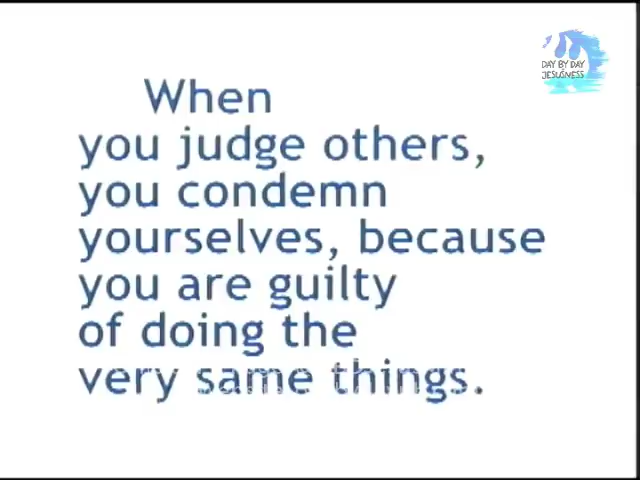 DAY BY DAY
JESUSNESS
When
you judge others,
you condemn
yourselves, because
you are guilty
of doing the
very same things.